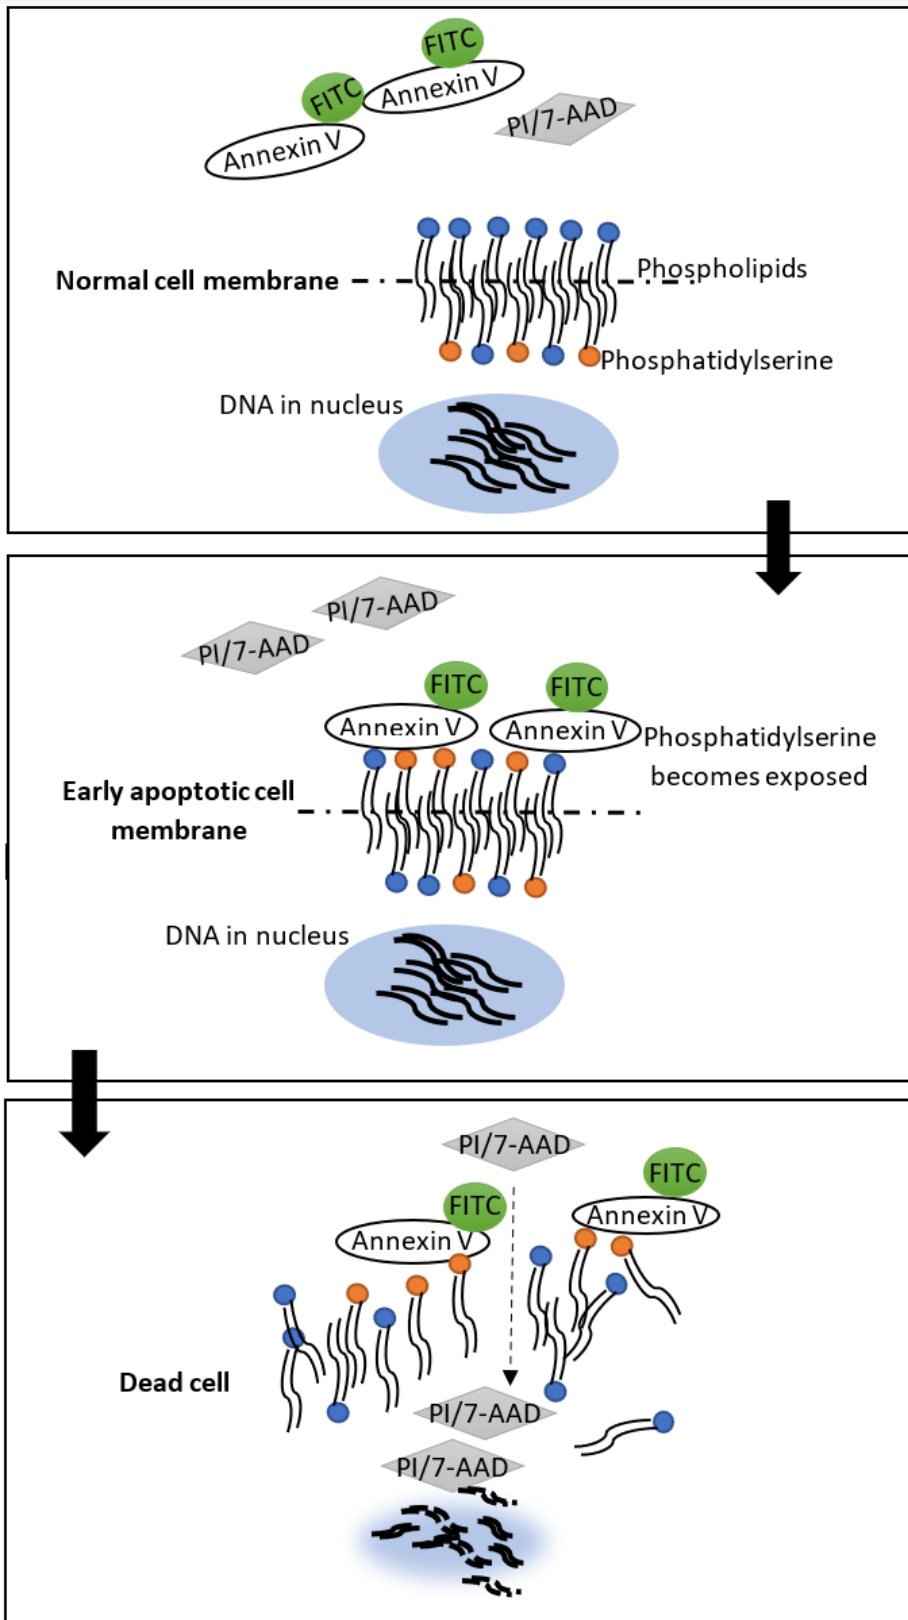 FITC
FITC
Annexin V
Annexin V
PI/7-AAD
Normal cell membrane
Phospholipids
Phosphatidylserine
DNA in nucleus
PI/7-AAD
PI/7-AAD
FITC
FITC
Annexin V
Annexin V
Phosphatidylserine
becomes exposed
Early apoptotic cell
membrane
DNA in nucleus
PI/7-AAD
FITC
FITC
Annexin V
Annexin V
Dead cell
PI/7-AAD
PI/7-AAD